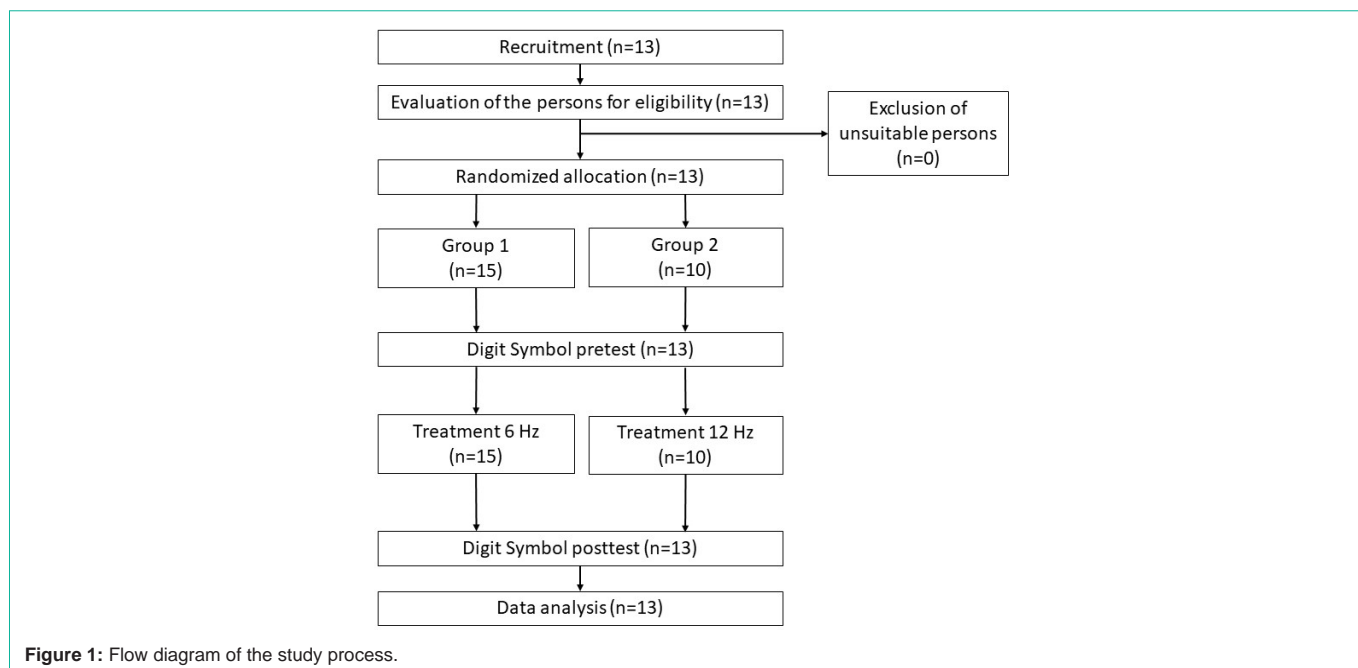 Recruitment (n=13)
Evaluation of the persons for eligibility (n=13)
Exclusion of
unsuitable persons
(n=0)
Randomized allocation (n=13)
Group 1
(n=15)
Group 2
(n=10)
Digit Symbol pretest (n=13)
Treatment 6 Hz
(n=15)
Treatment 12 Hz
(n=10)
Digit Symbol posttest (n=13)
Data analysis (n=13)
Figure 1: Flow diagram of the study process.